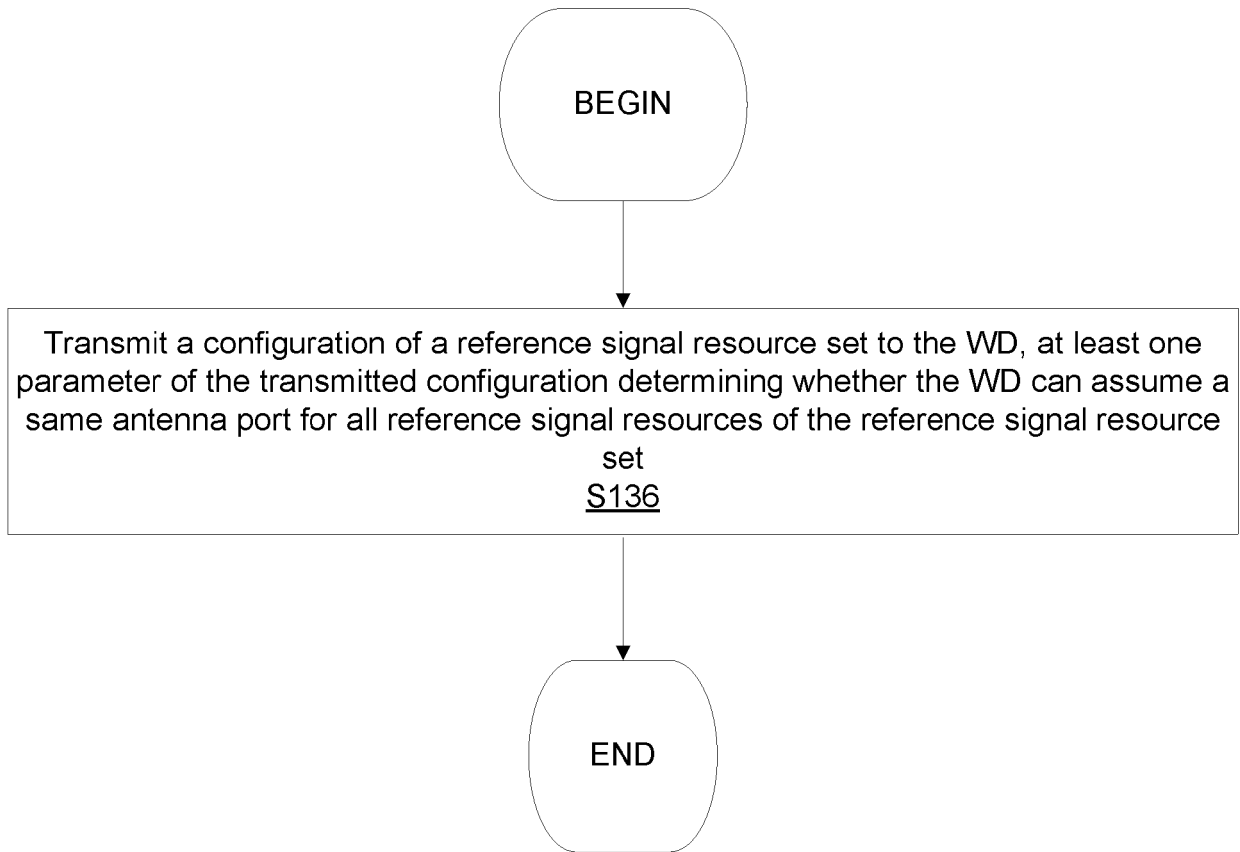 BEGIN
Transmit a configuration of a reference signal resource set to the WD, at least one
parameter of the transmitted configuration determining whether the WD can assume a
same antenna port for all reference signal resources of the reference signal resource
set
S136
END